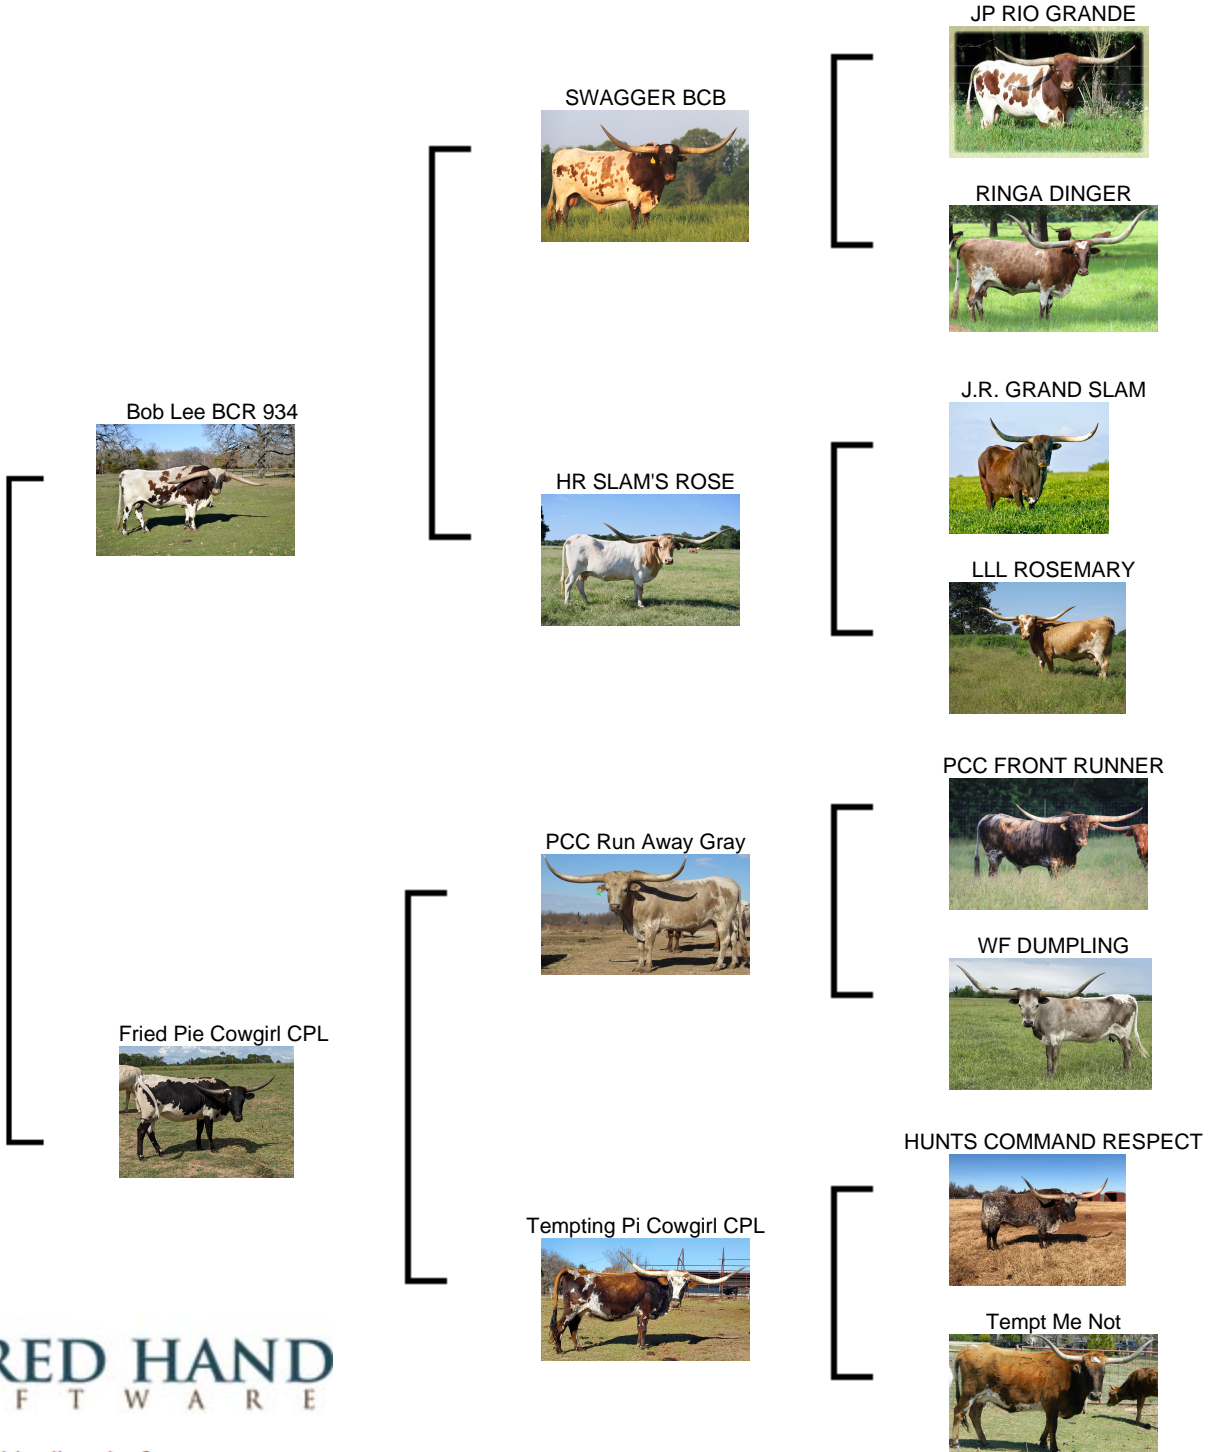 JP RIO GRANDE
SWAGGER BCB
RINGA DINGER
J.R. GRAND SLAM
Bob Lee BCR 934
HR SLAM'S ROSE
LLL ROSEMARY
PCC FRONT RUNNER
PCC Run Away Gray
WF DUMPLING
Fried Pie Cowgirl CPL
HUNTS COMMAND RESPECT
Tempting Pi Cowgirl CPL
Tempt Me Not
RED HAND
F T W A R E